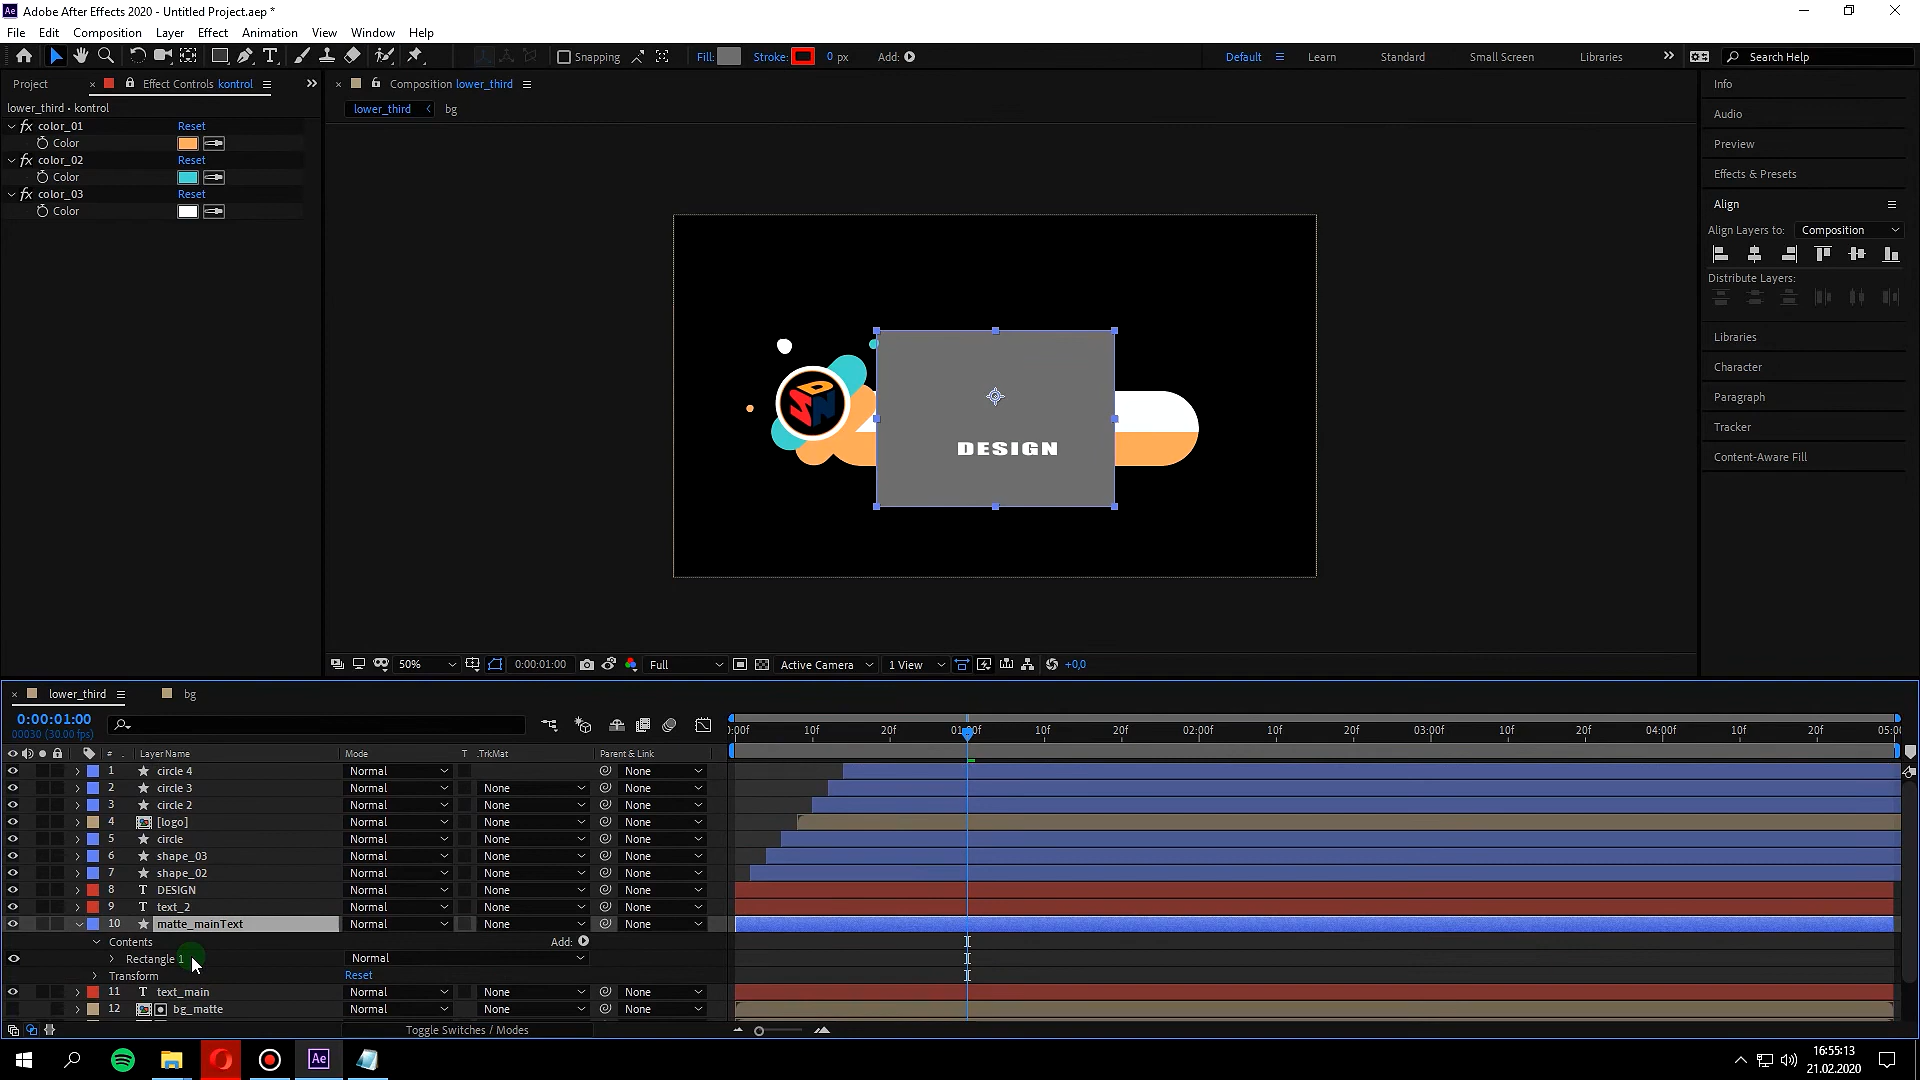 Adobe After Effects 2020 - Untitled Project.aep *
File Edit Composition Layer Effect Animation View Window Help
Snapping Fill: Stroke: 0 px Add: Default Learn Standard Small Screen Libraries Search Help
Project Effect Controls kontrol
lower_third • kontrol
fx color_01 Reset
Color
fx color_02 Reset
Color
fx color_03 Reset
Color
Composition lower_third
lower_third bg
DESIGN
50% 0:00:01:00 Full Active Camera 1 View +0,0
Info
Audio
Preview
Effects & Presets
Align
Align Layers to: Composition
Distribute Layers:
Libraries
Character
Paragraph
Tracker
Content-Aware Fill
lower_third bg
0:00:01:00
00030 (30.00 fps)
:00f 10f 20f 01:00f 10f 20f 02:00f 10f 20f 03:00f 10f 20f 04:00f 10f 20f 05:0
# Layer Name Mode T .TrkMat Parent & Link
1 circle 4 Normal None
2 circle 3 Normal None None
3 circle 2 Normal None None
4 [logo] Normal None None
5 circle Normal None None
6 shape_03 Normal None None
7 shape_02 Normal None None
8 T DESIGN Normal None None
9 T text_2 Normal None None
10 matte_mainText Normal None None
Contents Add:
Rectangle 1 Normal
Transform Reset
11 T text_main Normal None None
12 bg_matte Normal None None
Toggle Switches / Modes
Ae
16:55:13
21.02.2020